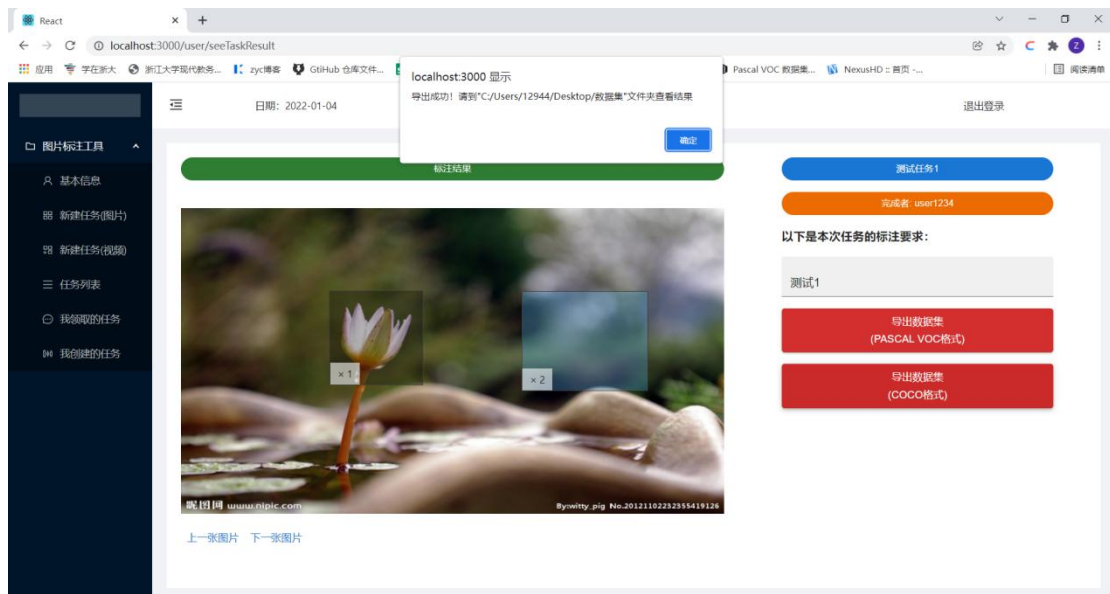 React
localhost:3000/user/seeTaskResult
应用 学在浙大 浙江大学现代教务... zyc博客 GtiHub 仓库文件... Pascal VOC 数据集... NexusHD :: 首页 -... 阅读清单
localhost:3000 显示
导出成功！请到"C:/Users/12944/Desktop/数据集"文件夹查看结果
确定
日期：2022-01-04
退出登录
图片标注工具
基本信息
新建任务(图片)
新建任务(视频)
任务列表
我领取的任务
我创建的任务
标注结果
× 1
× 2
昵图网 www.nipic.com
By:witty_pig No.20121102232355419126
上一张图片 下一张图片
测试任务1
完成者: user1234
以下是本次任务的标注要求：
测试1
导出数据集
(PASCAL VOC格式)
导出数据集
(COCO格式)